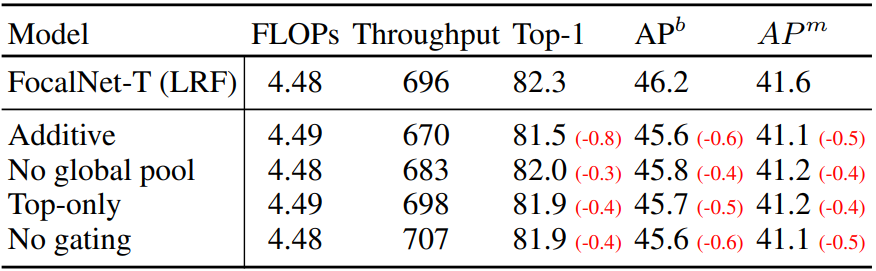 Model FLOPs Throughput Top-1 APᵇ APᵐ
FocalNet-T (LRF) 4.48 696 82.3 46.2 41.6
Additive 4.49 670 81.5 (-0.8) 45.6 (-0.6) 41.1 (-0.5)
No global pool 4.48 683 82.0 (-0.3) 45.8 (-0.4) 41.2 (-0.4)
Top-only 4.49 698 81.9 (-0.4) 45.7 (-0.5) 41.2 (-0.4)
No gating 4.48 707 81.9 (-0.4) 45.6 (-0.6) 41.1 (-0.5)